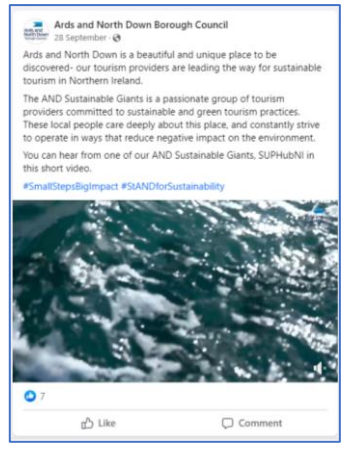 Ards and North Down Borough Council
28 September ·
Ards and North Down is a beautiful and unique place to be
discovered- our tourism providers are leading the way for sustainable
tourism in Northern Ireland.
The AND Sustainable Giants is a passionate group of tourism
providers committed to sustainable and green tourism practices.
These local people care deeply about this place, and constantly strive
to operate in ways that reduce negative impact on the environment.
You can hear from one of our AND Sustainable Giants, SUPHubNI in
this short video.
#SmallStepsBigImpact #StANDforSustainability
7
Like Comment